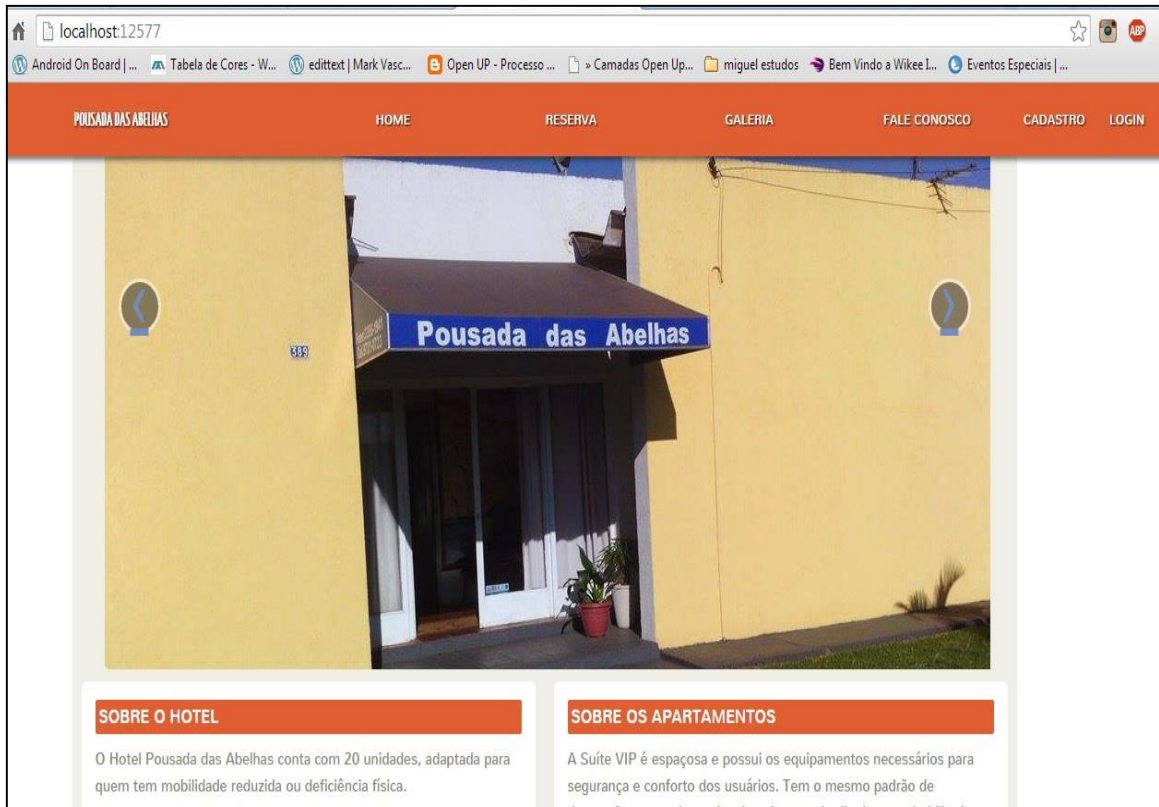 localhost:12577
ABP
Android On Board | ... Tabela de Cores - W... edittext | Mark Vasc... Open UP - Processo ... » Camadas Open Up... miguel estudos Bem Vindo a Wikee I... Eventos Especiais | ...
POUSADA DAS ABELHAS HOME RESERVA GALERIA FALE CONOSCO CADASTRO LOGIN
Pousada das Abelhas
389
SOBRE O HOTEL
O Hotel Pousada das Abelhas conta com 20 unidades, adaptada para
quem tem mobilidade reduzida ou deficiência física.
SOBRE OS APARTAMENTOS
A Suíte VIP é espaçosa e possui os equipamentos necessários para
segurança e conforto dos usuários. Tem o mesmo padrão de